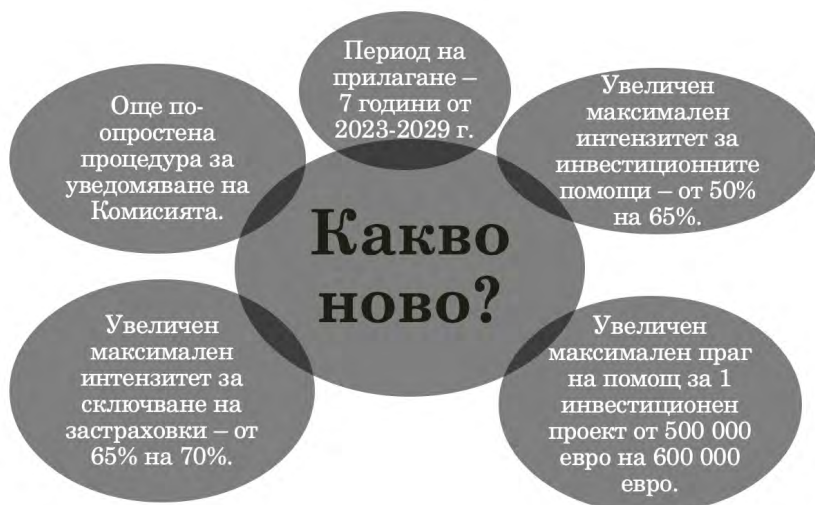 Период на
прилагане –
7 години от
2023-2029 г.
Още по-
опростена
процедура за
уведомяване на
Комисията.
Увеличен
максимален
интензитет за
инвестиционните
помощи – от 50%
на 65%.
Какво
ново?
Увеличен
максимален
интензитет за
сключване на
застраховки – от
65% на 70%.
Увеличен
максимален праг
на помощ за 1
инвестиционен
проект от 500 000
евро на 600 000
евро.